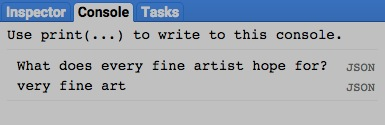 Inspector Console Tasks
Use print(...) to write to this console.
What does every fine artist hope for? JSON
very fine art JSON